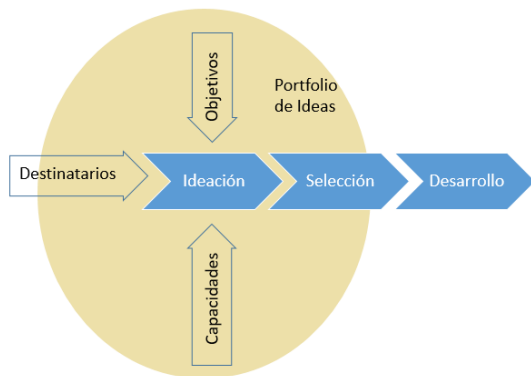 Objetivos
Portfolio
de Ideas
Destinatarios
Ideación
Selección
Desarrollo
Capacidades